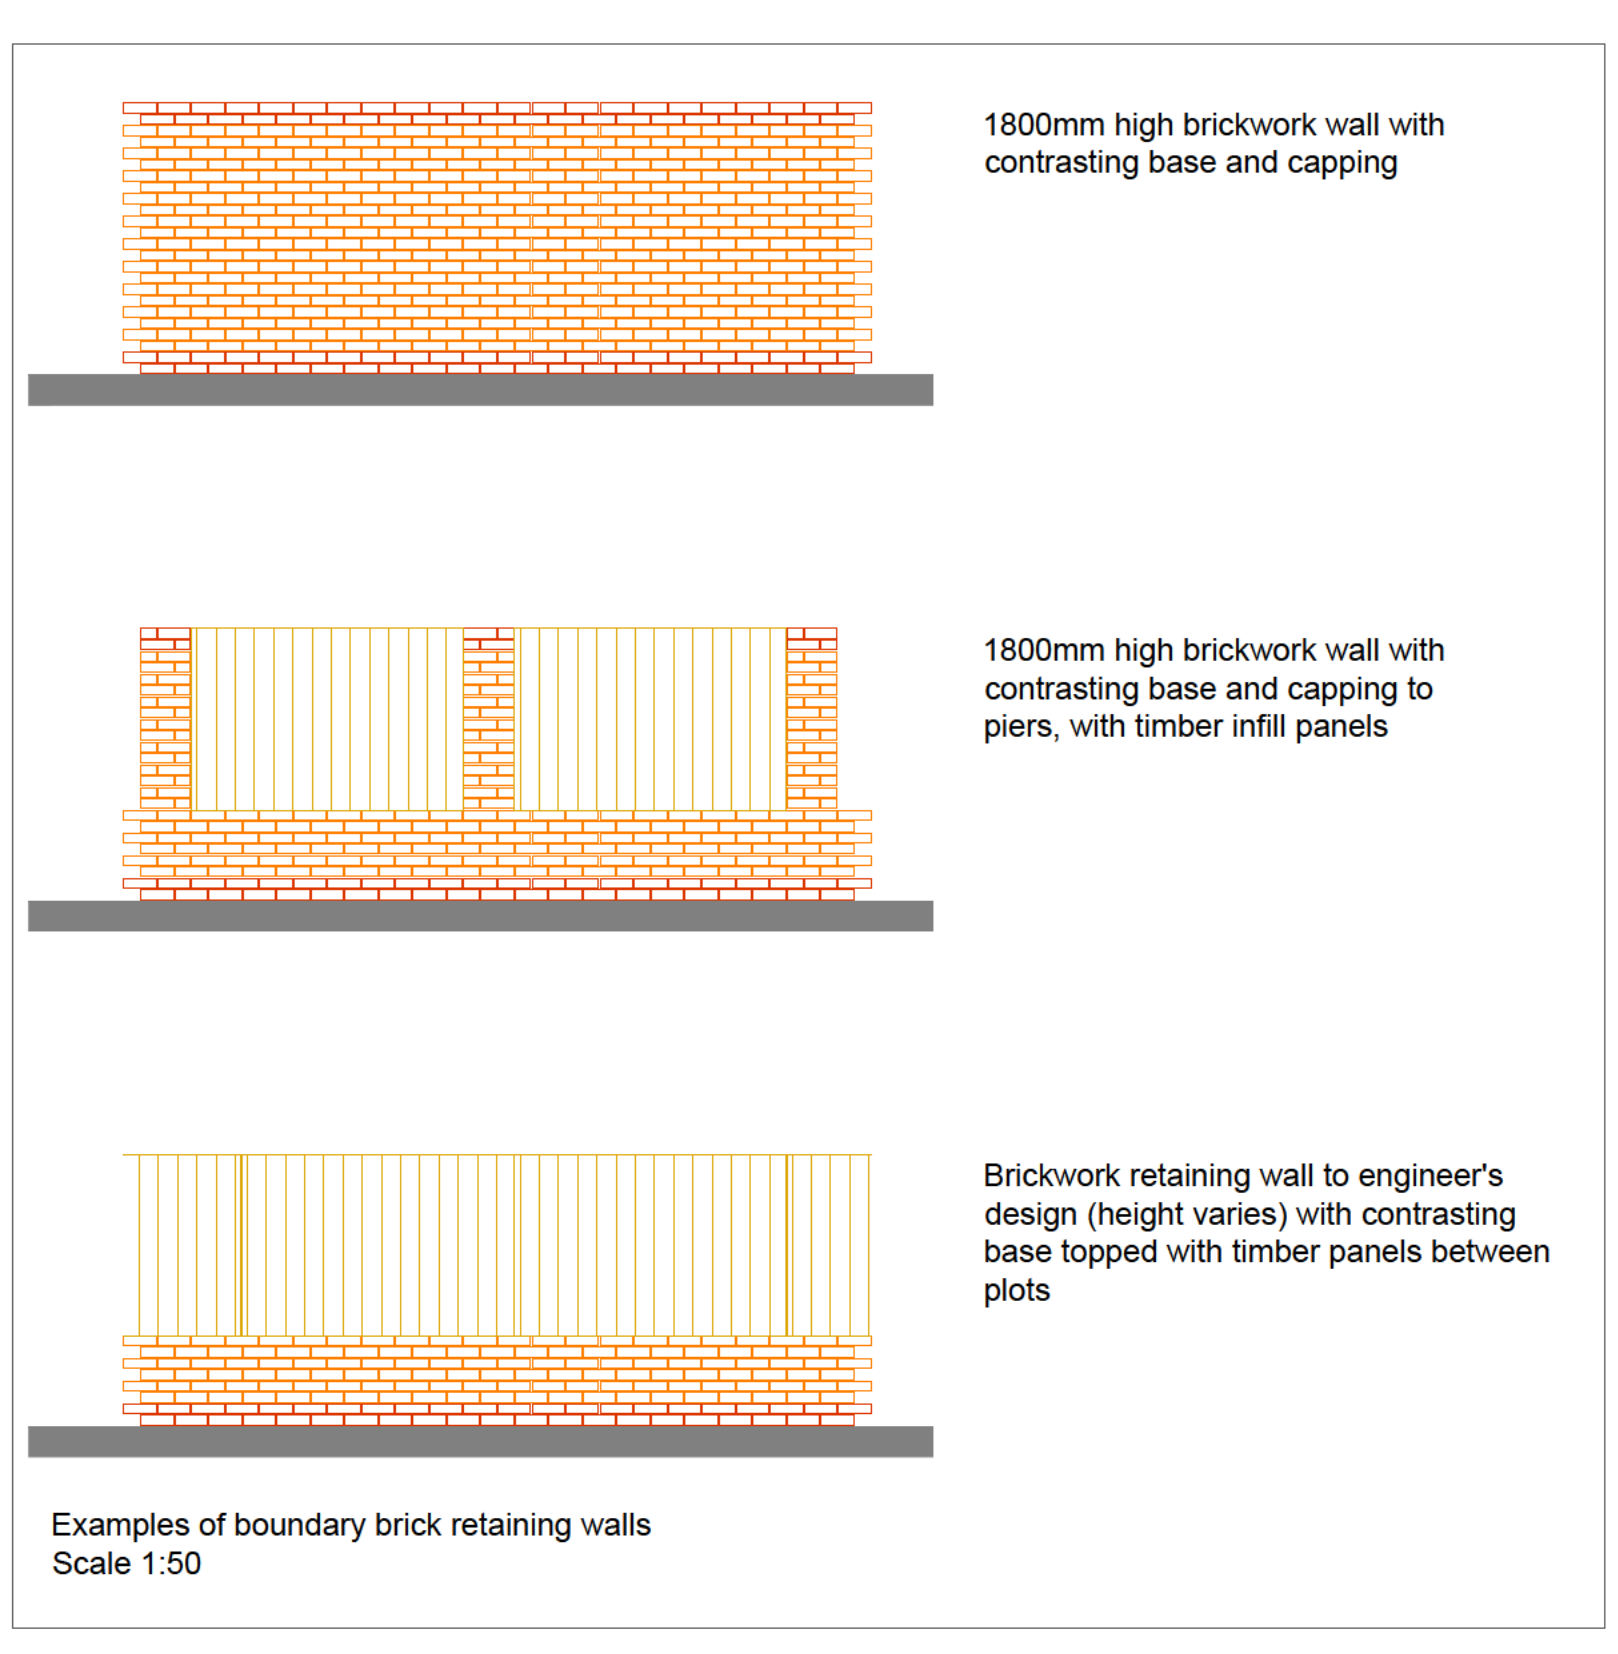 1800mm high brickwork wall with
contrasting base and capping
1800mm high brickwork wall with
contrasting base and capping to
piers, with timber infill panels
Brickwork retaining wall to engineer's
design (height varies) with contrasting
base topped with timber panels between
plots
Examples of boundary brick retaining walls
Scale 1:50